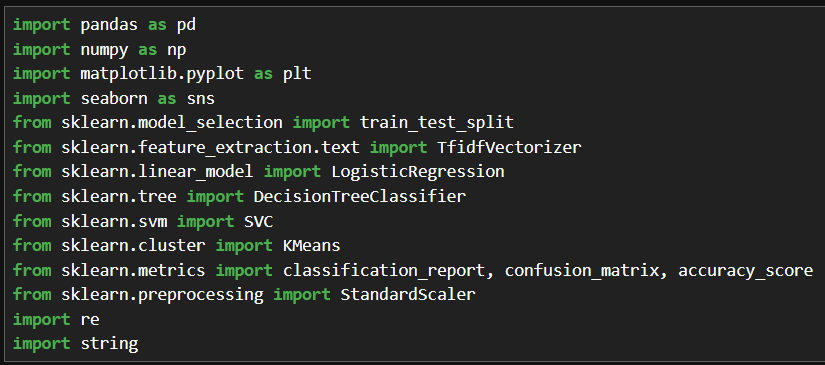 import pandas as pd
import numpy as np
import matplotlib.pyplot as plt
import seaborn as sns
from sklearn.model_selection import train_test_split
from sklearn.feature_extraction.text import TfidfVectorizer
from sklearn.linear_model import LogisticRegression
from sklearn.tree import DecisionTreeClassifier
from sklearn.svm import SVC
from sklearn.cluster import KMeans
from sklearn.metrics import classification_report, confusion_matrix, accuracy_score
from sklearn.preprocessing import StandardScaler
import re
import string